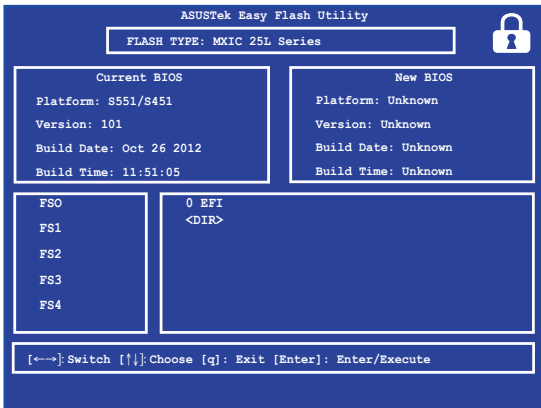 ASUSTek Easy Flash Utility
FLASH TYPE: MXIC 25L Series
Current BIOS
Platform: S551/S451
Version: 101
Build Date: Oct 26 2012
Build Time: 11:51:05
New BIOS
Platform: Unknown
Version: Unknown
Build Date: Unknown
Build Time: Unknown
FSO
FS1
FS2
FS3
FS4
0 EFI
<DIR>
[←→]: Switch [↑↓]: Choose [q]: Exit [Enter]: Enter/Execute